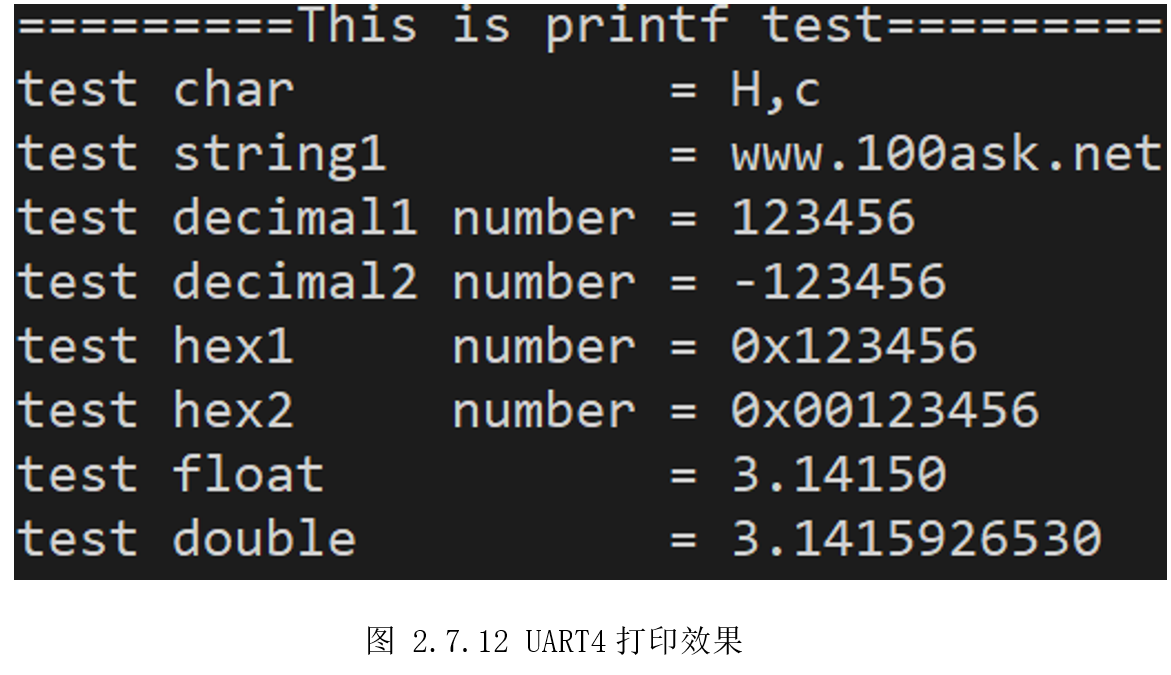 =========This is printf test=========
test char              = H,c
test string1           = www.100ask.net
test decimal1 number = 123456
test decimal2 number = -123456
test hex1     number = 0x123456
test hex2     number = 0x00123456
test float             = 3.14150
test double            = 3.1415926530
图 2.7.12 UART4 打印效果